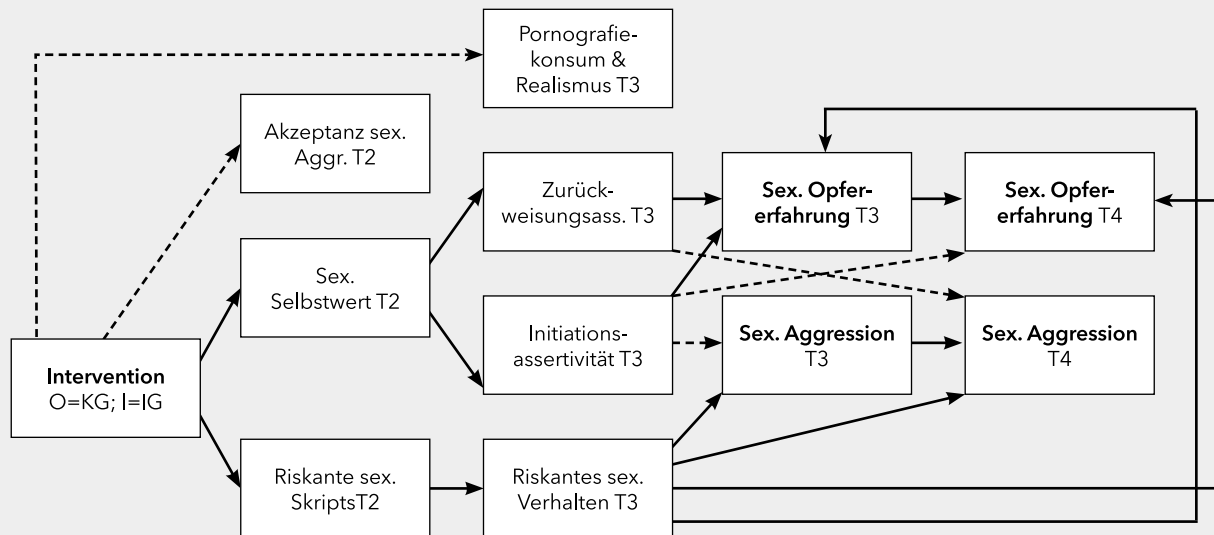 Pornografie-
konsum &
Realismus T3
Akzeptanz sex.
Aggr. T2
Zurück-
weisungsass. T3
Sex. Opfer-
erfahrung T3
Sex. Opfer-
erfahrung T4
Sex.
Selbstwert T2
Initiations-
assertivität T3
Sex. Aggression
T3
Sex. Aggression
T4
Intervention
O=KG; I=IG
Riskante sex.
SkriptsT2
Riskantes sex.
Verhalten T3